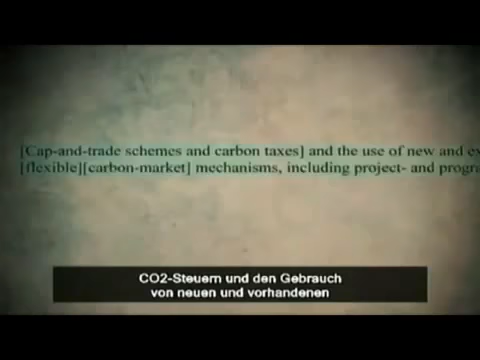 [Cap-and-trade schemes and carbon taxes] and the use of new and
[flexible][carbon-market] mechanisms, including project- and
CO2-Steuern und den Gebrauch
von neuen und vorhandenen